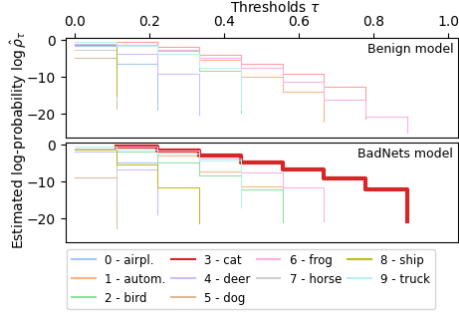 Thresholds τ
0.0 0.2 0.4 0.6 0.8 1.0
Estimated log-probability log ρ̂τ
0
−10
−20
Benign model
0
−10
−20
BadNets model
0 - airpl. 3 - cat 6 - frog 8 - ship
1 - autom. 4 - deer 7 - horse 9 - truck
2 - bird 5 - dog